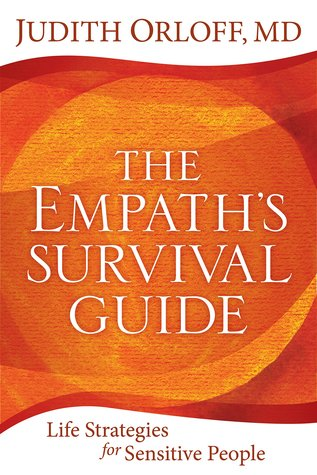 JUDITH ORLOFF, MD
THE
EMPATH'S
SURVIVAL
GUIDE
Life Strategies
for Sensitive People